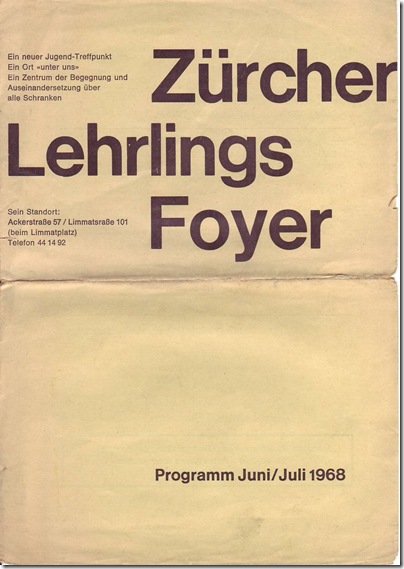 Ein neuer Jugend-Treffpunkt
Ein Ort «unter uns»
Ein Zentrum der Begegnung und
Auseinandersetzung über
alle Schranken
Zürcher
Lehrlings
Foyer
Sein Standort:
Ackerstraße 57 / Limmatsraße 101
(beim Limmatplatz)
Telefon 44 14 92
Programm Juni/Juli 1968